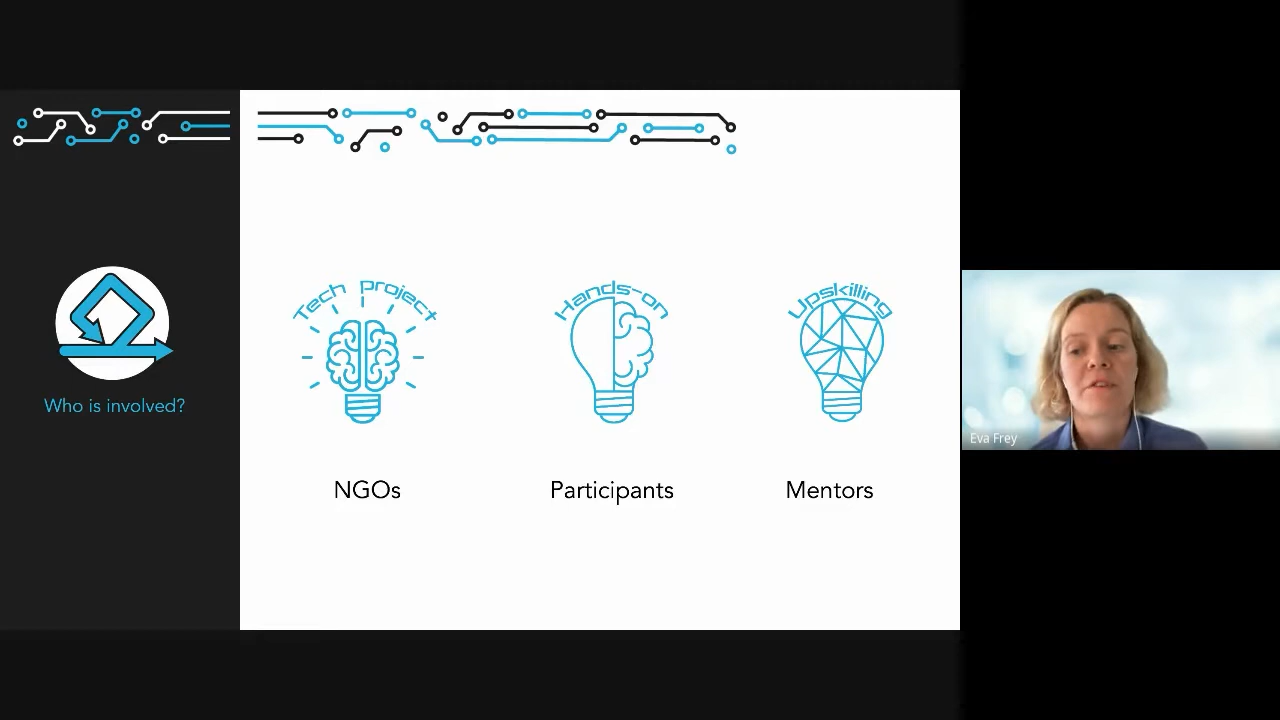 Who is involved?
Tech project
Hands-on
Upskilling
NGOs
Participants
Mentors
Eva Frey